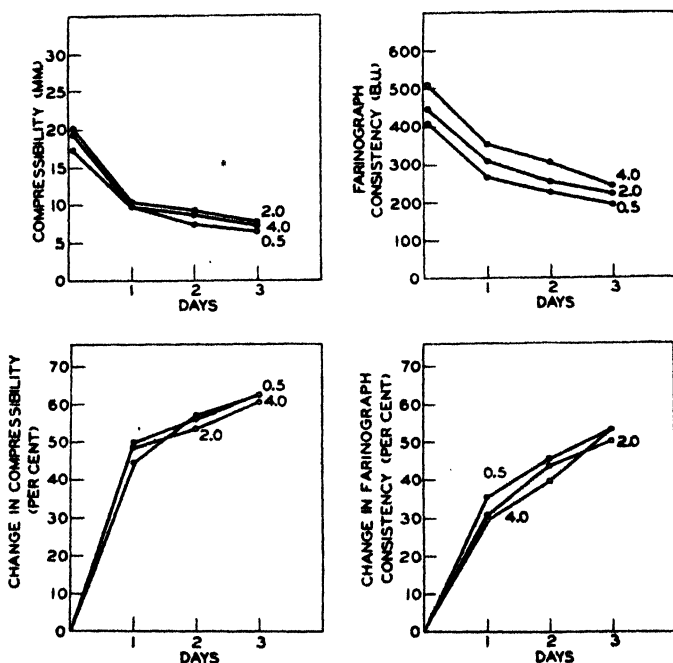 COMPRESSIBILITY (MM)
35
30
25
20
15
10
5
0
2.0
4.0
0.5
1 2 3
DAYS
FARINOGRAPH
CONSISTENCY (B.U.)
600
500
400
300
200
100
0
4.0
2.0
0.5
1 2 3
DAYS
CHANGE IN COMPRESSIBILITY
(PER CENT)
70
60
50
40
30
20
10
0
0.5
4.0
2.0
1 2 3
DAYS
CHANGE IN FARINOGRAPH
CONSISTENCY (PER CENT)
70
60
50
40
30
20
10
0
0.5
2.0
4.0
1 2 3
DAYS